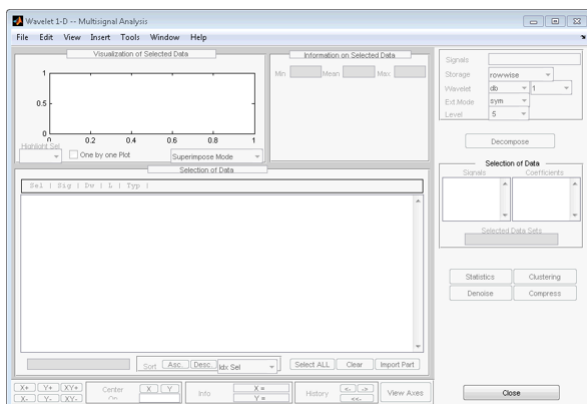 Wavelet 1-D -- Multisignal Analysis
File Edit View Insert Tools Window Help
Visualization of Selected Data
1
0.5
0
0 0.2 0.4 0.6 0.8 1
Highlight Sel
One by one Plot
Superimpose Mode
Information on Selected Data
Min Mean Max
Selection of Data
Sel | Sig | Dw | L | Typ |
Sort Asc. Desc. Idx Sel Select ALL Clear Import Part
Signals
Storage rowwise
Wavelet db 1
Ext.Mode sym
Level 5
Decompose
Selection of Data
Signals Coefficients
Selected Data Sets
Statistics Clustering
Denoise Compress
X+ Y+ XY+
X- Y- XY-
Center X Y
On
Info X =
Y =
History <- ->
<<-
View Axes
Close